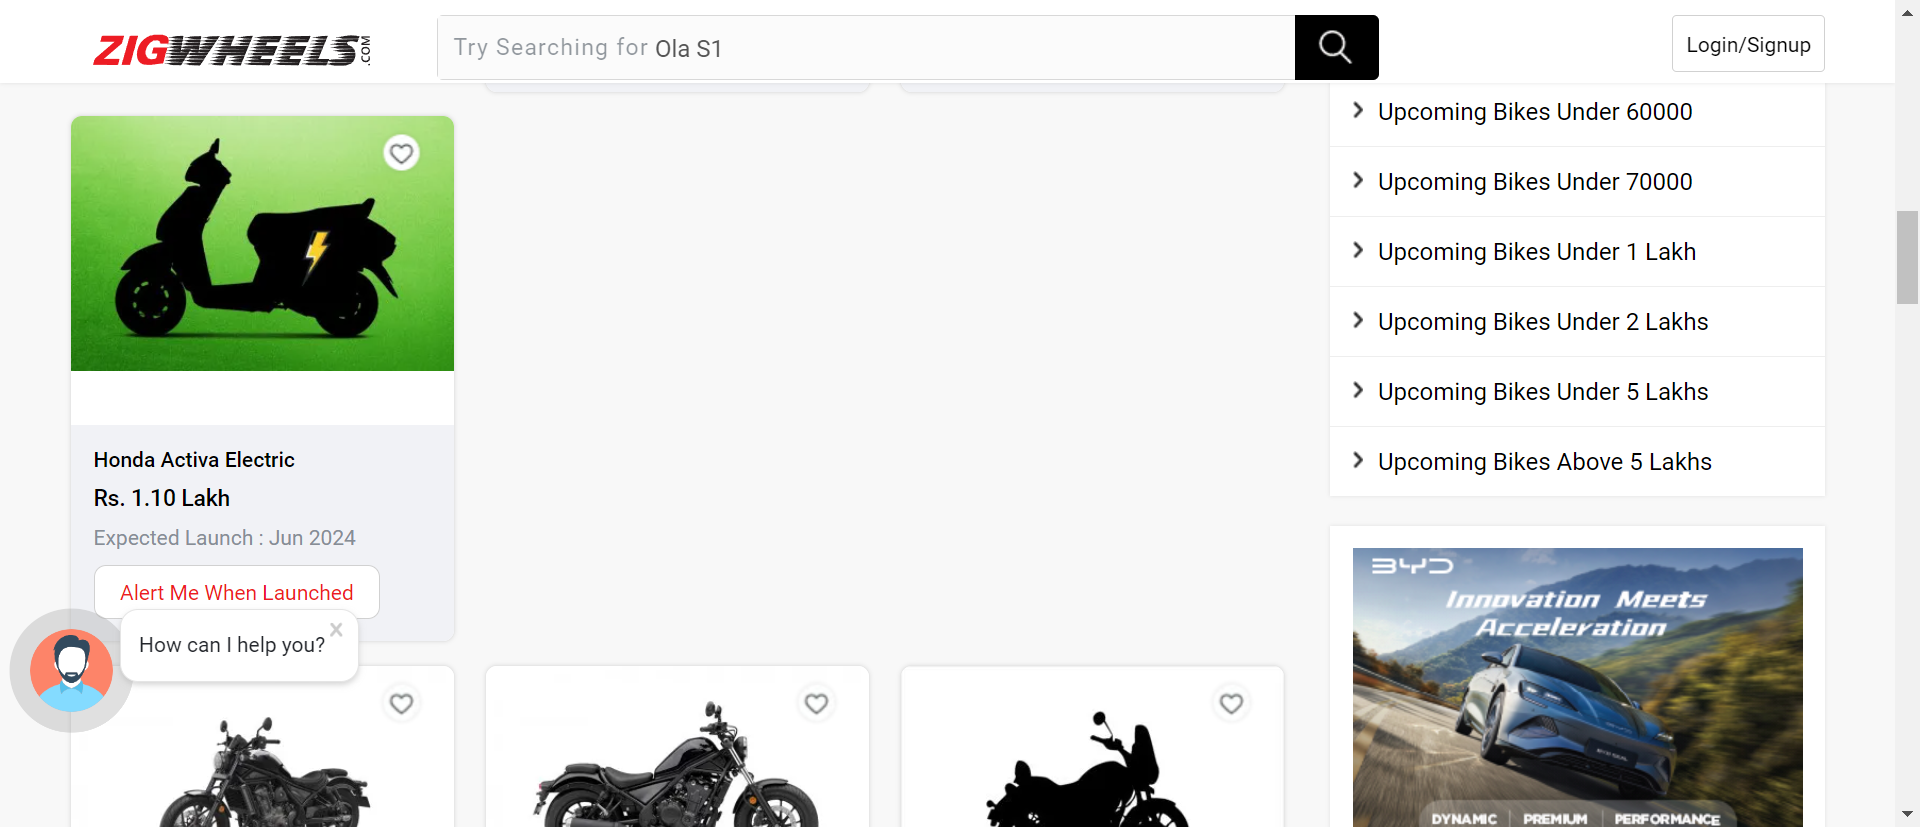 ZIGWHEELS.COM
Try Searching for Ola S1
Login/Signup
Honda Activa Electric
Rs. 1.10 Lakh
Expected Launch : Jun 2024
Alert Me When Launched
How can I help you?
Upcoming Bikes Under 60000
Upcoming Bikes Under 70000
Upcoming Bikes Under 1 Lakh
Upcoming Bikes Under 2 Lakhs
Upcoming Bikes Under 5 Lakhs
Upcoming Bikes Above 5 Lakhs
BYD
Innovation Meets
Acceleration
DYNAMIC | PREMIUM | PERFORMANCE